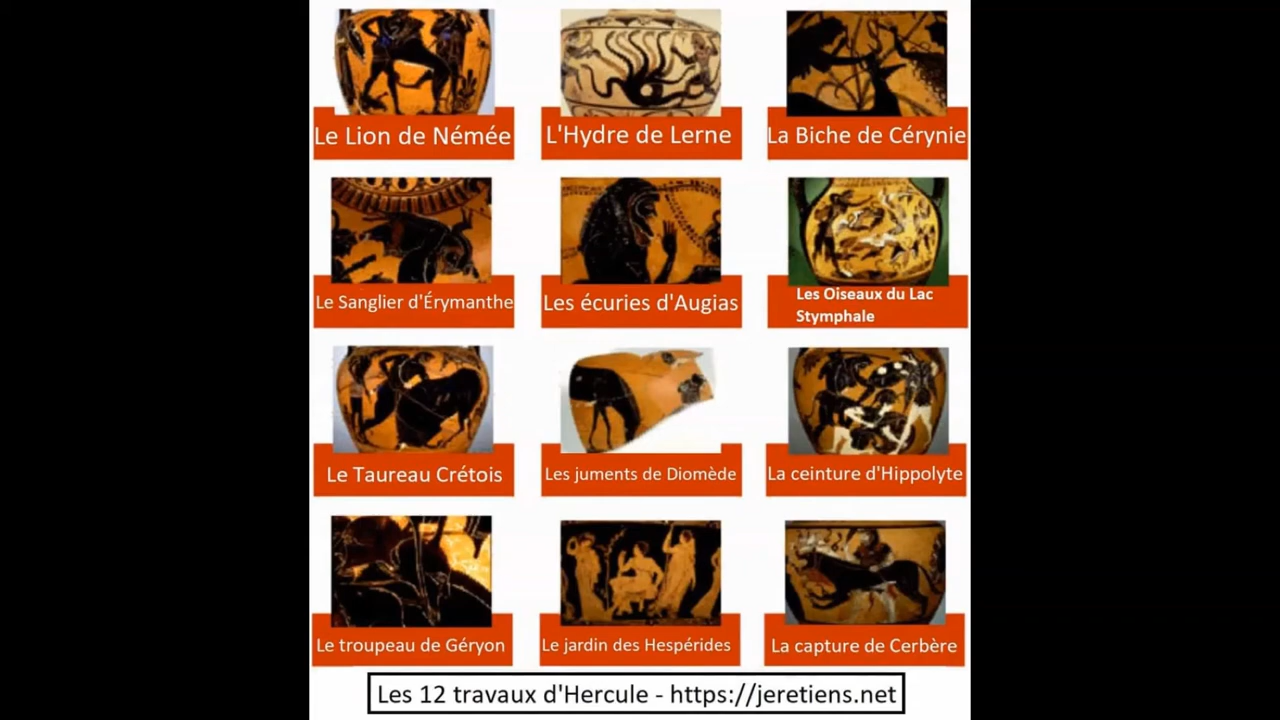 Le Lion de Némée
L'Hydre de Lerne
La Biche de Cérynie
Le Sanglier d'Érymanthe
Les écuries d'Augias
Les Oiseaux du Lac
Stymphale
Le Taureau Crétois
Les juments de Diomède
La ceinture d'Hippolyte
Le troupeau de Géryon
Le jardin des Hespérides
La capture de Cerbère
Les 12 travaux d'Hercule - https://jeretiens.net